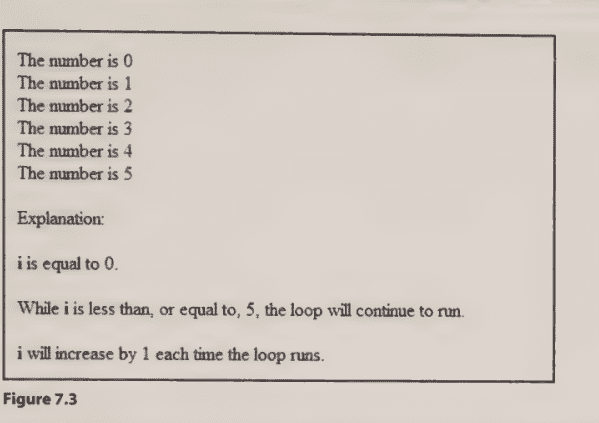 The number is 0
The number is 1
The number is 2
The number is 3
The number is 4
The number is 5
Explanation:
i is equal to 0.
While i is less than, or equal to, 5, the loop will continue to run.
i will increase by 1 each time the loop runs.
Figure 7.3